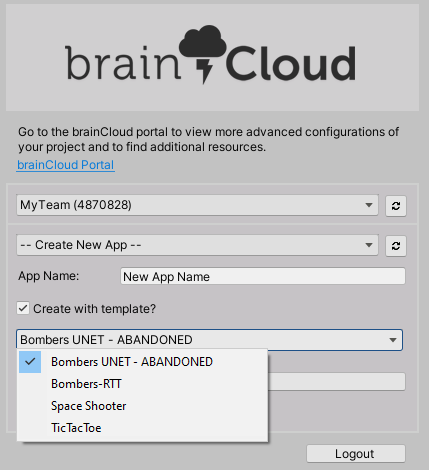 brainCloud
Go to the brainCloud portal to view more advanced configurations of
your project and to find additional resources.
brainCloud Portal
MyTeam (4870828)
-- Create New App --
App Name: New App Name
Create with template?
Bombers UNET - ABANDONED
Bombers UNET - ABANDONED
Bombers-RTT
Space Shooter
TicTacToe
Logout